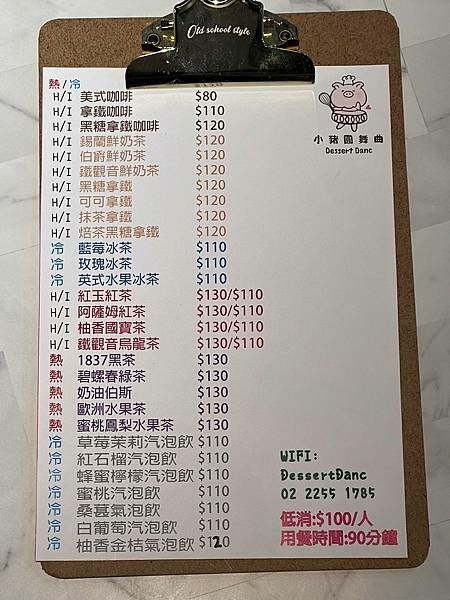 Old school style
熱/冷
H/I 美式咖啡 $80
H/I 拿鐵咖啡 $110
H/I 黑糖拿鐵咖啡 $120
H/I 錫蘭鮮奶茶 $120
H/I 伯爵鮮奶茶 $120
H/I 鐵觀音鮮奶茶 $120
H/I 黑糖拿鐵 $120
H/I 可可拿鐵 $120
H/I 抹茶拿鐵 $120
H/I 焙茶黑糖拿鐵 $120
冷 藍莓冰茶 $110
冷 玫瑰冰茶 $110
冷 英式水果冰茶 $110
H/I 紅玉紅茶 $130/$110
H/I 阿薩姆紅茶 $130/$110
H/I 柚香國寶茶 $130/$110
H/I 鐵觀音烏龍茶 $130/$110
熱 1837黑茶 $130
熱 碧螺春綠茶 $130
熱 奶油伯斯 $130
熱 歐洲水果茶 $130
熱 蜜桃鳳梨水果茶 $130
冷 草莓茉莉汽泡飲 $110
冷 紅石榴汽泡飲 $110
冷 蜂蜜檸檬汽泡飲 $110
冷 蜜桃汽泡飲 $110
冷 桑葚氣泡飲 $110
冷 白葡萄汽泡飲 $110
冷 柚香金桔氣泡飲 $120
小豬圓舞曲
Dessert Danc
WIFI:
DessertDanc
02 2255 1785
低消:$100/人
用餐時間:90分鐘